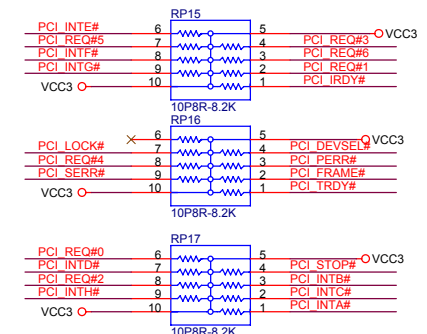 RP15
PCI_INTE# 6 5 VCC3
PCI_REQ#5 7 4 PCI_REQ#3
PCI_INTF# 8 3 PCI_REQ#6
PCI_INTG# 9 2 PCI_REQ#1
VCC3 10 1 PCI_IRDY#
10P8R-8.2K
RP16
6 5 VCC3
PCI_LOCK# 7 4 PCI_DEVSEL#
PCI_REQ#4 8 3 PCI_PERR#
PCI_SERR# 9 2 PCI_FRAME#
VCC3 10 1 PCI_TRDY#
10P8R-8.2K
RP17
PCI_REQ#0 6 5 VCC3
PCI_INTD# 7 4 PCI_STOP#
PCI_REQ#2 8 3 PCI_INTB#
PCI_INTH# 9 2 PCI_INTC#
VCC3 10 1 PCI_INTA#
10P8R-8.2K